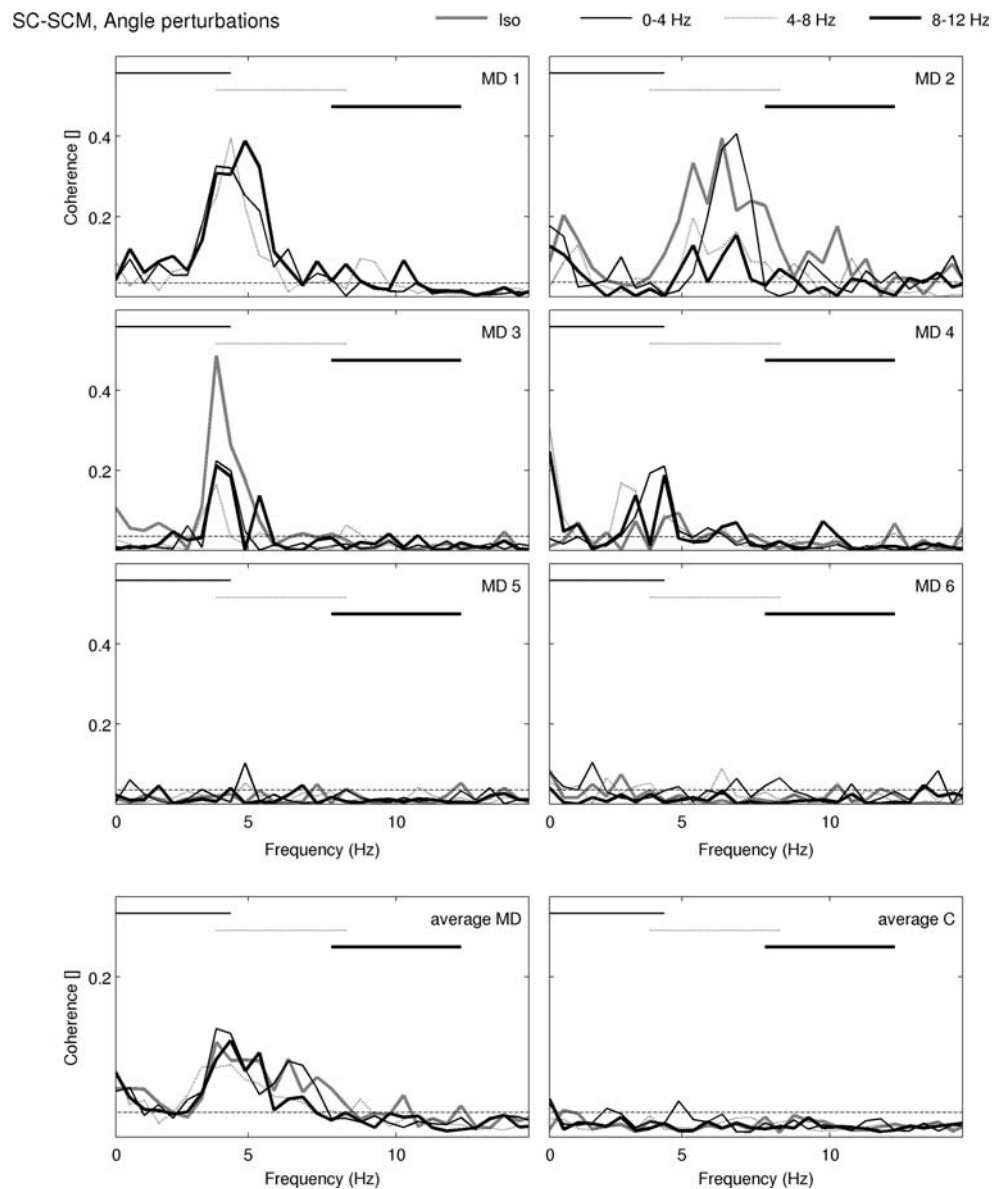 SC-SCM, Angle perturbations Iso 0-4 Hz 4-8 Hz 8-12 Hz
MD 1 MD 2
0.4
0.2
Coherence []
MD 3 MD 4
0.4
0.2
MD 5 MD 6
0.4
0.2
0 5 10 0 5 10
Frequency (Hz) Frequency (Hz)
average MD average C
0.2
Coherence []
0 5 10 0 5 10
Frequency (Hz) Frequency (Hz)